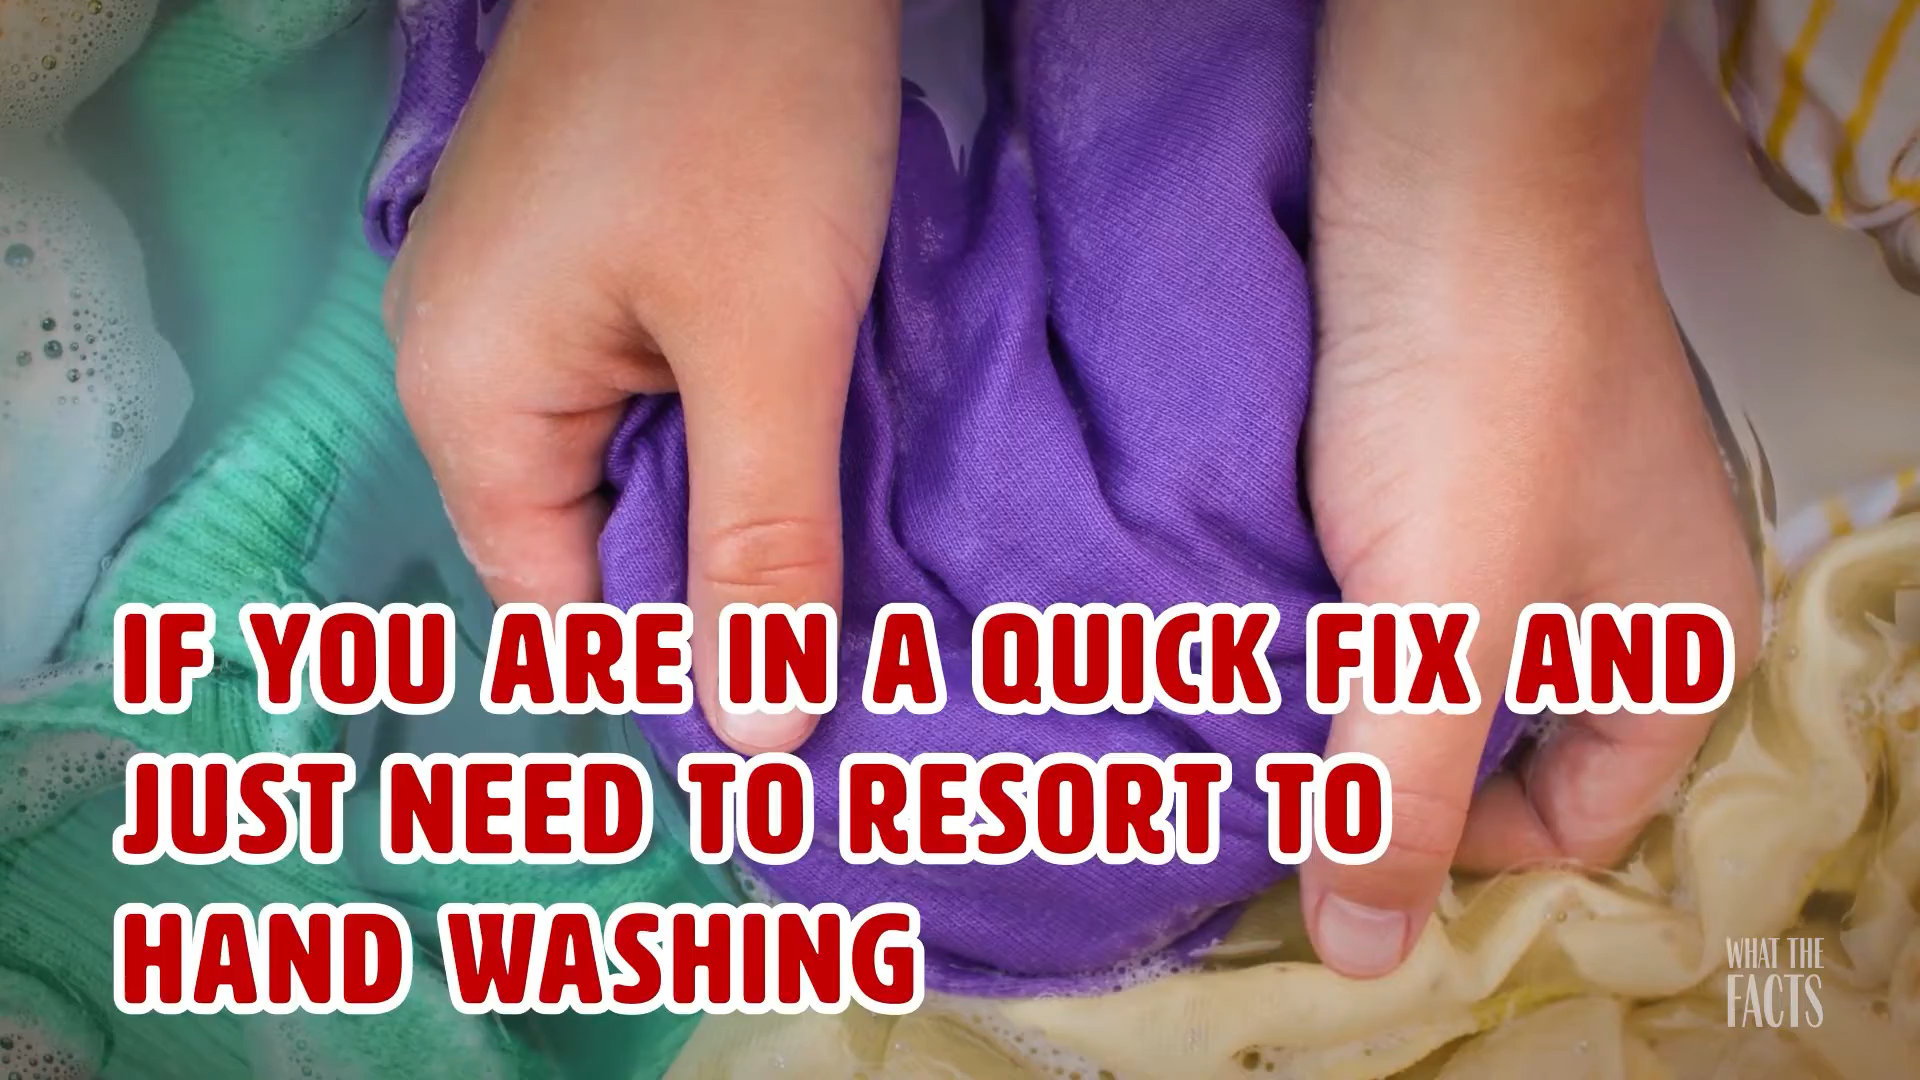 IF YOU ARE IN A QUICK FIX AND
JUST NEED TO RESORT TO
HAND WASHING
WHAT THE
FACTS